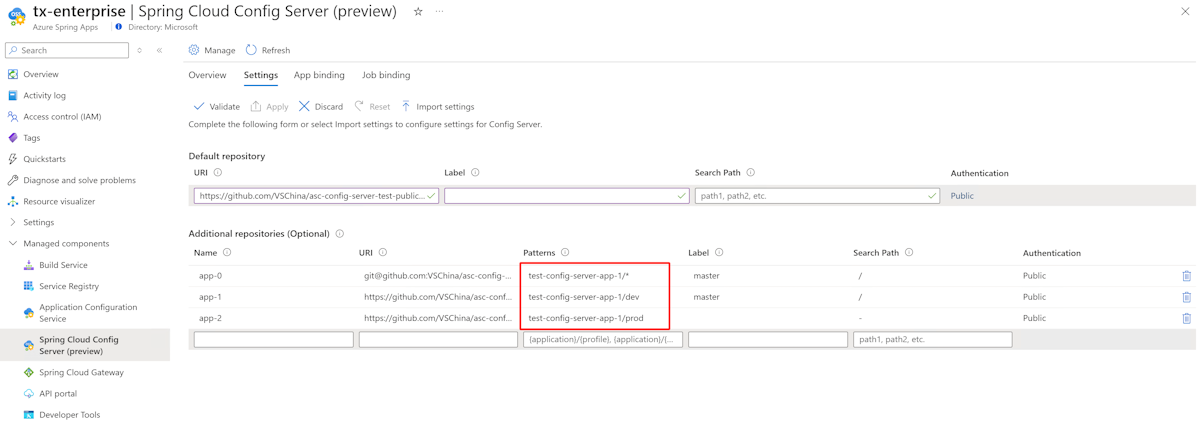 tx-enterprise | Spring Cloud Config Server (preview)
Azure Spring Apps
Directory: Microsoft
Search
Manage
Refresh
Overview
Activity log
Access control (IAM)
Tags
Quickstarts
Diagnose and solve problems
Resource visualizer
Settings
Managed components
Build Service
Service Registry
Application Configuration
Service
Spring Cloud Config
Server (preview)
Spring Cloud Gateway
API portal
Developer Tools
Overview Settings App binding Job binding
Validate Apply Discard Reset Import settings
Complete the following form or select Import settings to configure settings for Config Server.
Default repository
URI Label Search Path Authentication
https://github.com/VSChina/asc-config-server-test-public... path1, path2, etc. Public
Additional repositories (Optional)
Name URI Patterns Label Search Path Authentication
app-0 git@github.com:VSChina/asc-config-... test-config-server-app-1/* master / Public
app-1 https://github.com/VSChina/asc-conf... test-config-server-app-1/dev master / Public
app-2 https://github.com/VSChina/asc-conf... test-config-server-app-1/prod - Public
{application}/{profile}, {application}/{... path1, path2, etc.